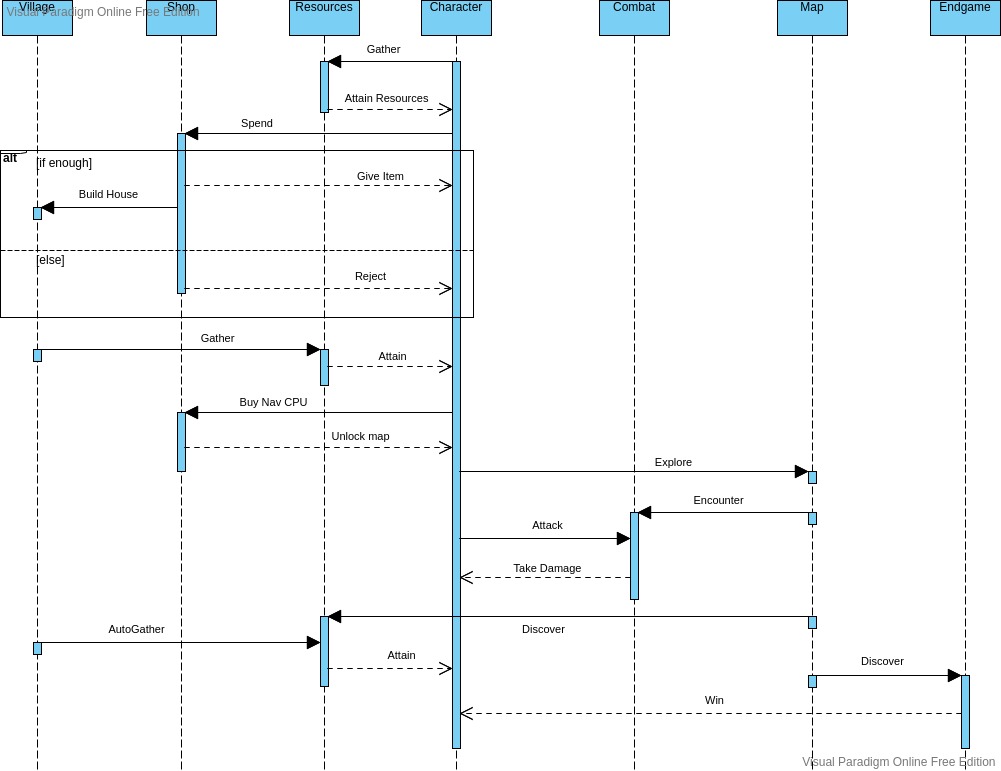 Village
Shop
Resources
Character
Combat
Map
Endgame
Visual Paradigm Online Free Edition
Gather
Attain Resources
Spend
alt
[if enough]
Give Item
Build House
[else]
Reject
Gather
Attain
Buy Nav CPU
Unlock map
Explore
Encounter
Attack
Take Damage
AutoGather
Discover
Attain
Discover
Win
Visual Paradigm Online Free Edition